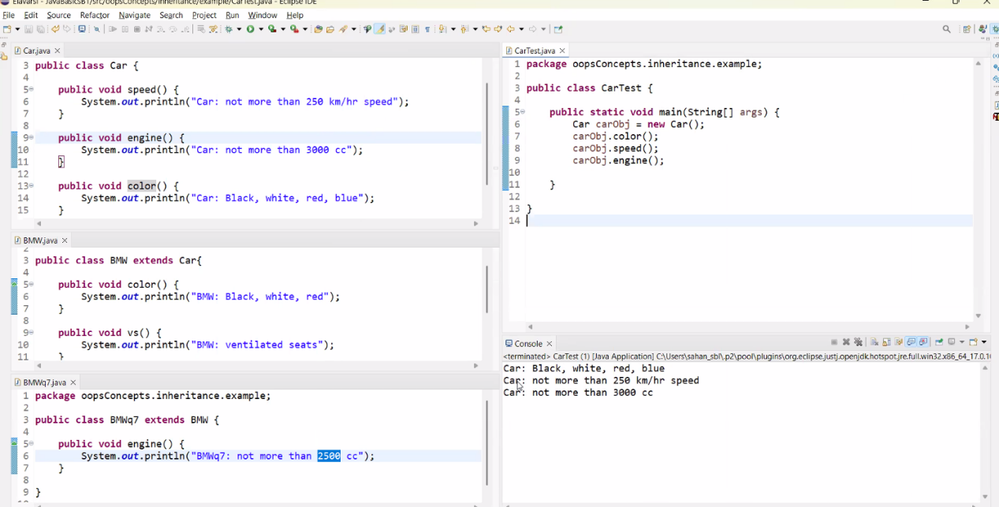 Elavarsi - JavaBasicsBT/src/oopsConcepts/inheritance/example/CarTest.java - Eclipse IDE
File Edit Source Refactor Navigate Search Project Run Window Help
Car.java
3 public class Car {
4
5 public void speed() {
6 System.out.println("Car: not more than 250 km/hr speed");
7 }
8
9 public void engine() {
10 System.out.println("Car: not more than 3000 cc");
11 }
12
13 public void color() {
14 System.out.println("Car: Black, white, red, blue");
15 }
BMW.java
2
3 public class BMW extends Car{
4
5 public void color() {
6 System.out.println("BMW: Black, white, red");
7 }
8
9 public void vs() {
10 System.out.println("BMW: ventilated seats");
11 }
BMWq7.java
1 package oopsConcepts.inheritance.example;
2
3 public class BMWq7 extends BMW {
4
5 public void engine() {
6 System.out.println("BMWq7: not more than 2500 cc");
7 }
8
9 }
10
CarTest.java
1 package oopsConcepts.inheritance.example;
2
3 public class CarTest {
4
5 public static void main(String[] args) {
6 Car carObj = new Car();
7 carObj.color();
8 carObj.speed();
9 carObj.engine();
10
11 }
12
13 }
14
Console
<terminated> CarTest (1) [Java Application] C:\Users\sahan_sbl\.p2\pool\plugins\org.eclipse.justj.openjdk.hotspot.jre.full.win32.x86_64_17.0.1
Car: Black, white, red, blue
Car: not more than 250 km/hr speed
Car: not more than 3000 cc